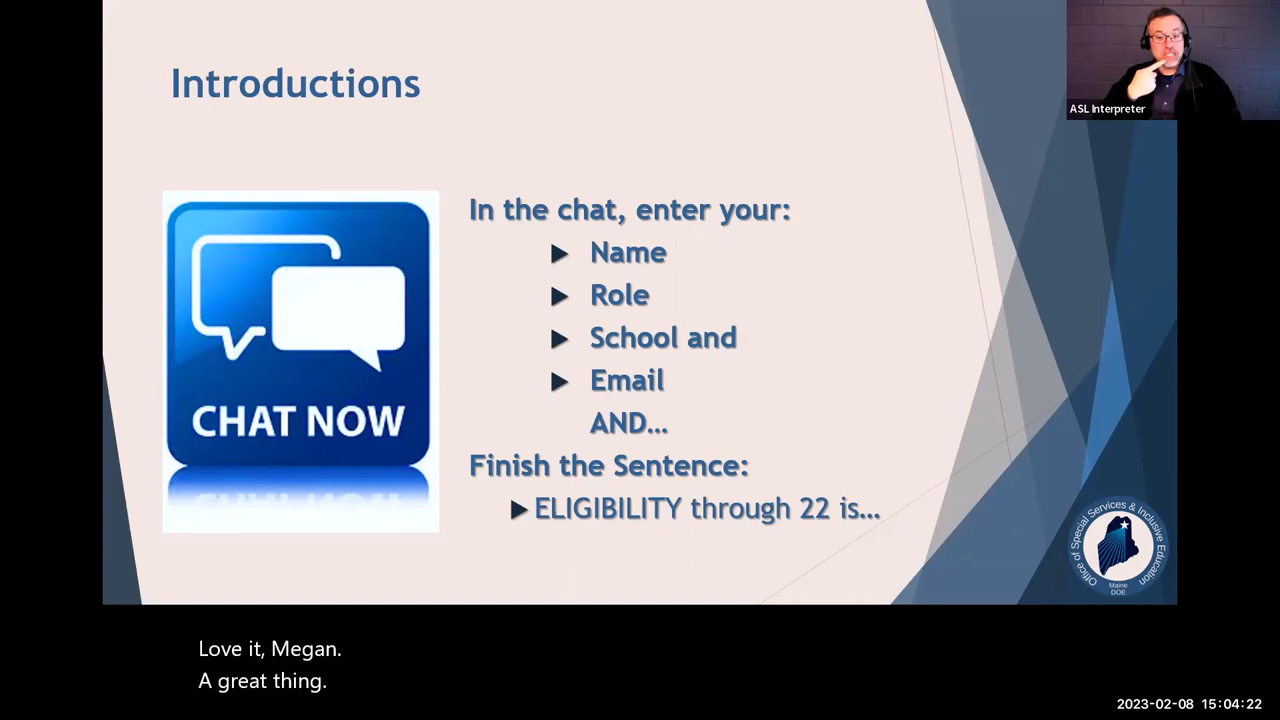 Introductions
ASL Interpreter
In the chat, enter your:
Name
Role
School and
Email
AND...
Finish the Sentence:
ELIGIBILITY through 22 is...
CHAT NOW
Office of Special Services & Inclusive Education
Maine
DOE
Love it, Megan.
A great thing.
2023-02-08 15:04:22